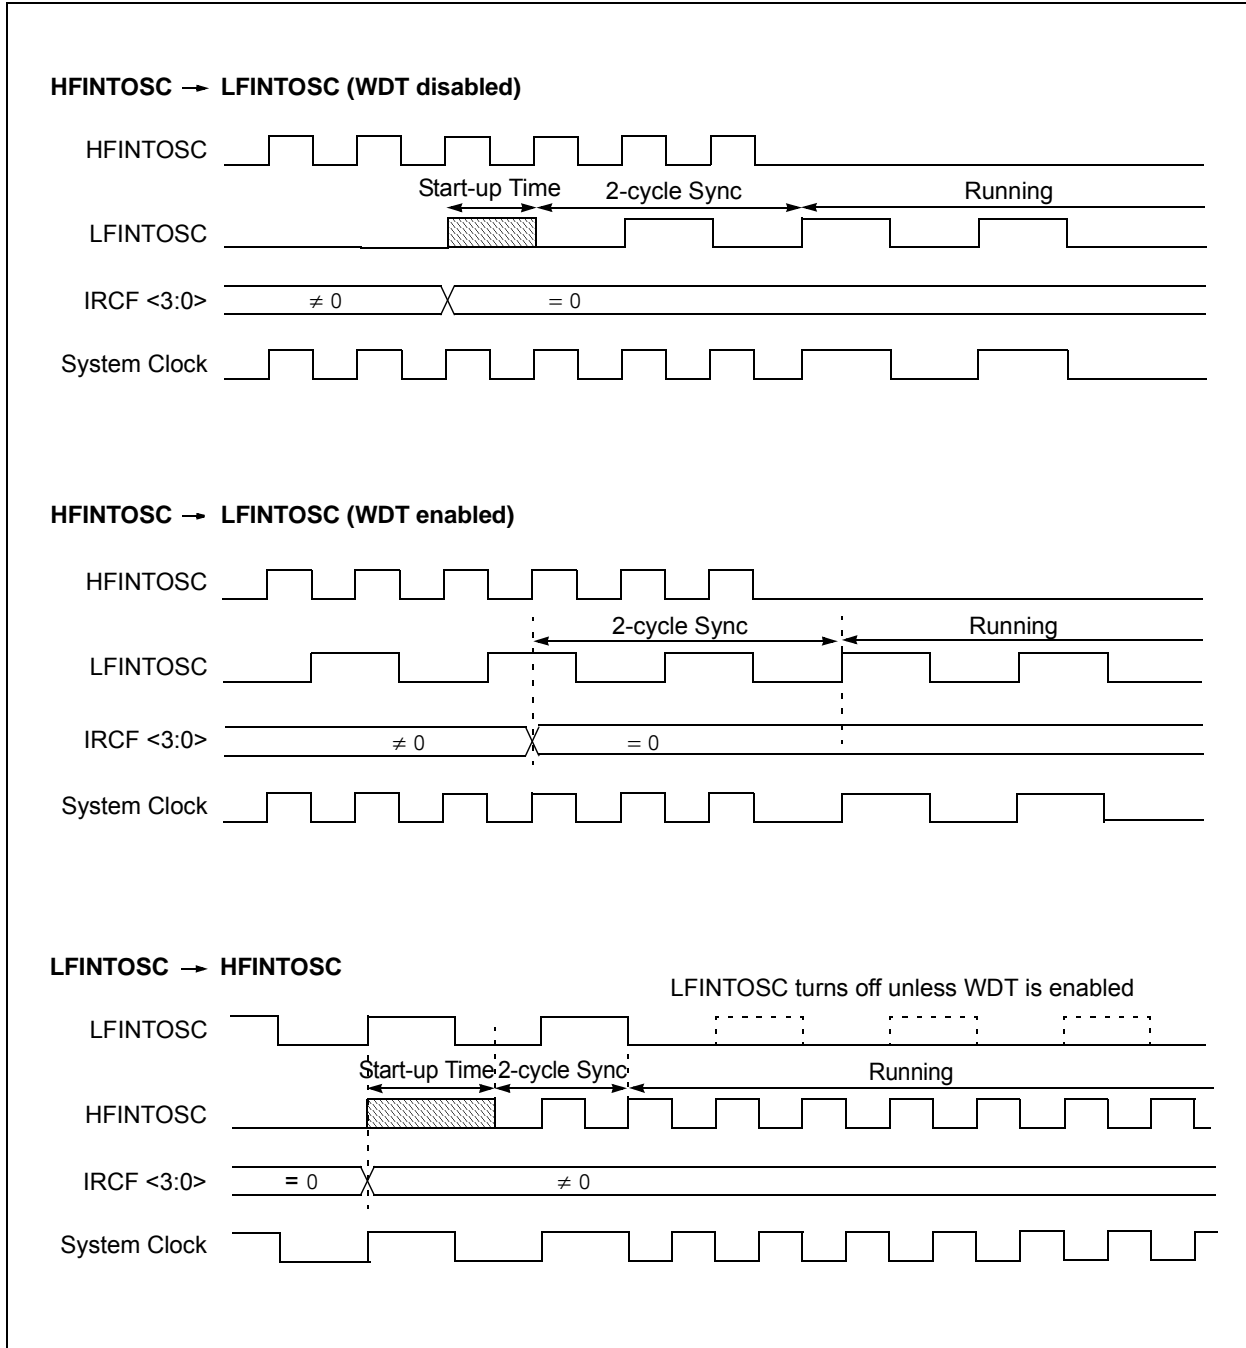 HFINTOSC → LFINTOSC (WDT disabled)
HFINTOSC
Start-up Time 2-cycle Sync Running
LFINTOSC
IRCF <3:0> ≠ 0 = 0
System Clock
HFINTOSC → LFINTOSC (WDT enabled)
HFINTOSC
2-cycle Sync Running
LFINTOSC
IRCF <3:0> ≠ 0 = 0
System Clock
LFINTOSC → HFINTOSC
LFINTOSC turns off unless WDT is enabled
LFINTOSC
Start-up Time 2-cycle Sync Running
HFINTOSC
IRCF <3:0> = 0 ≠ 0
System Clock